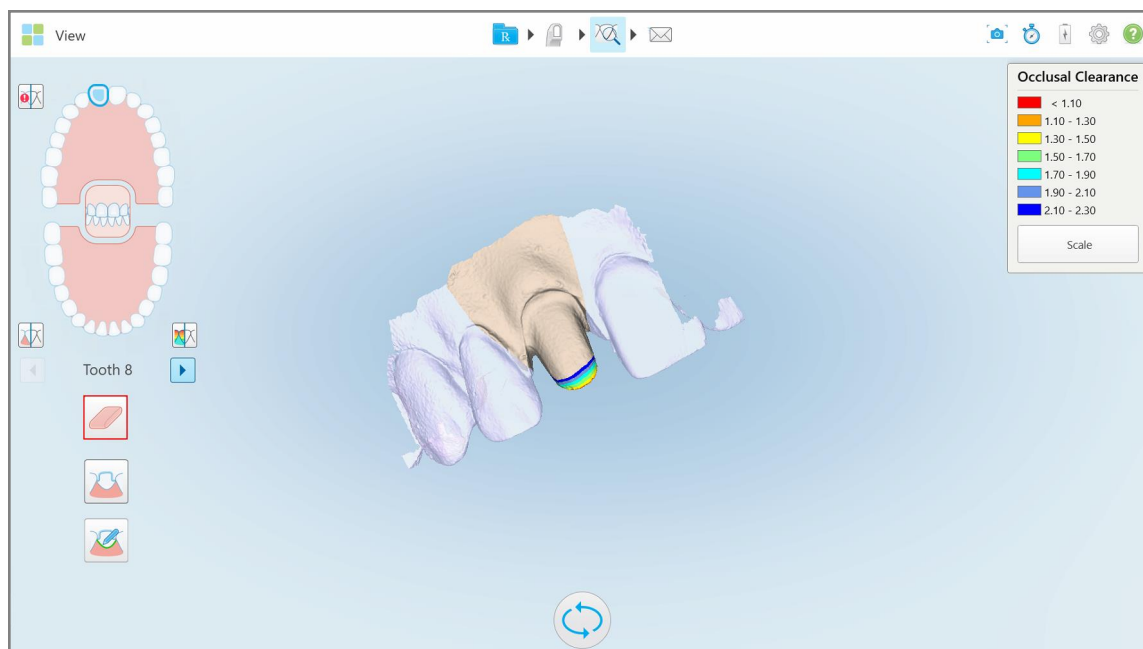 View
R
?
Occlusal Clearance
< 1.10
1.10 - 1.30
1.30 - 1.50
1.50 - 1.70
1.70 - 1.90
1.90 - 2.10
2.10 - 2.30
Scale
Tooth 8